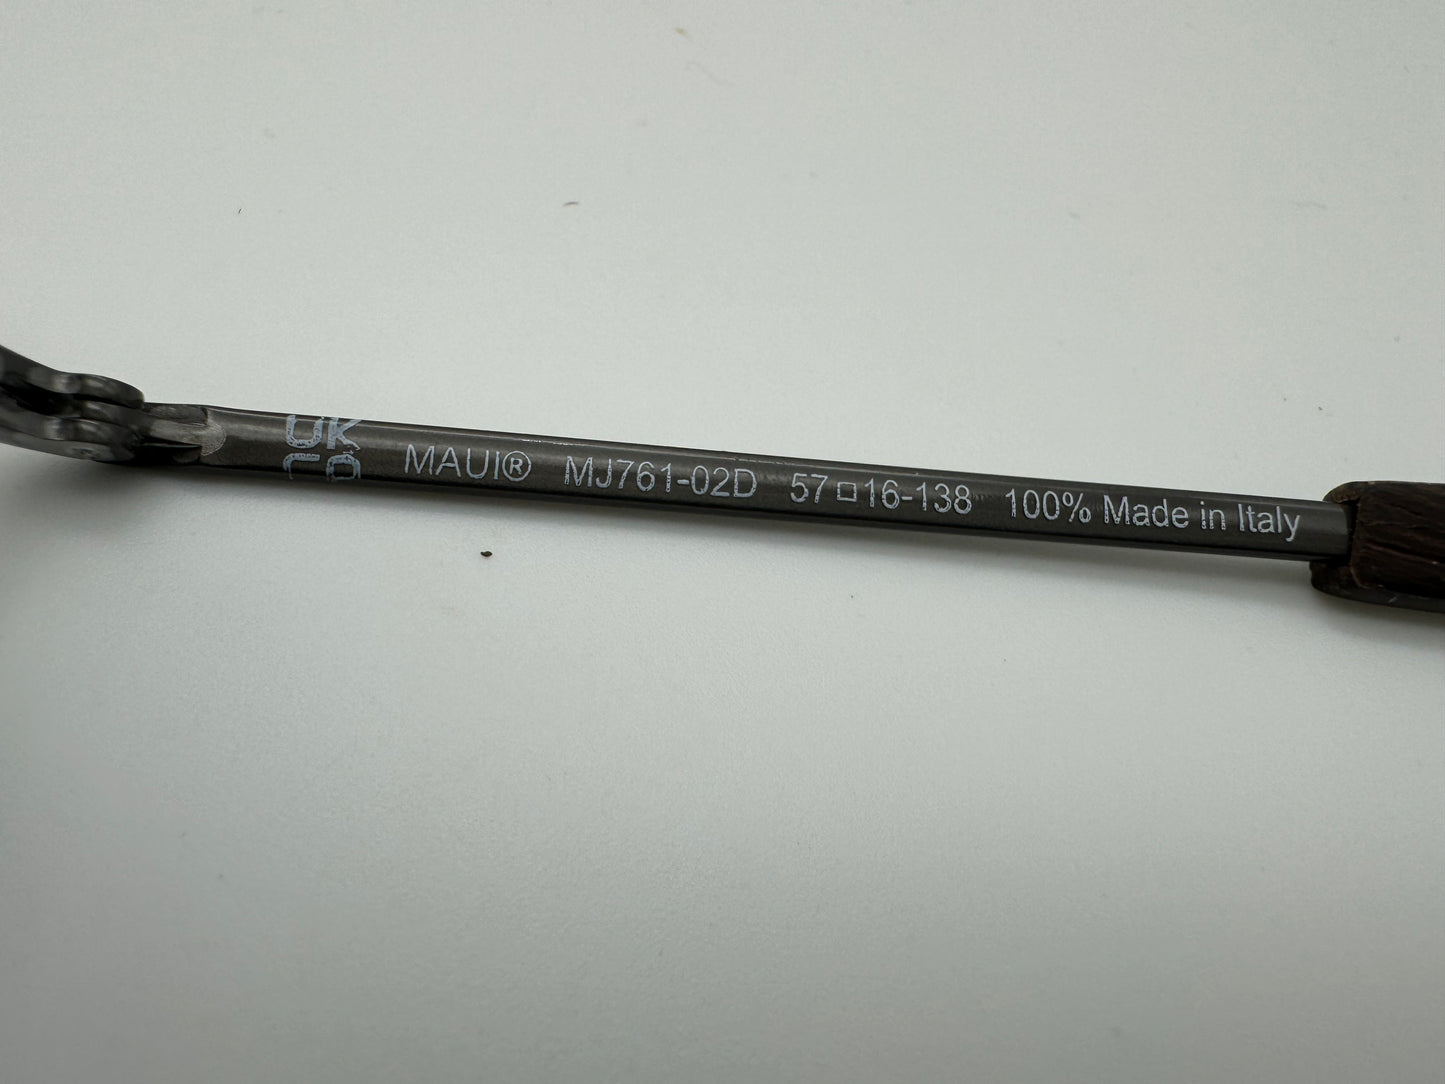 UK
CA
MAUI® MJ761-02D 57□16-138 100% Made in Italy